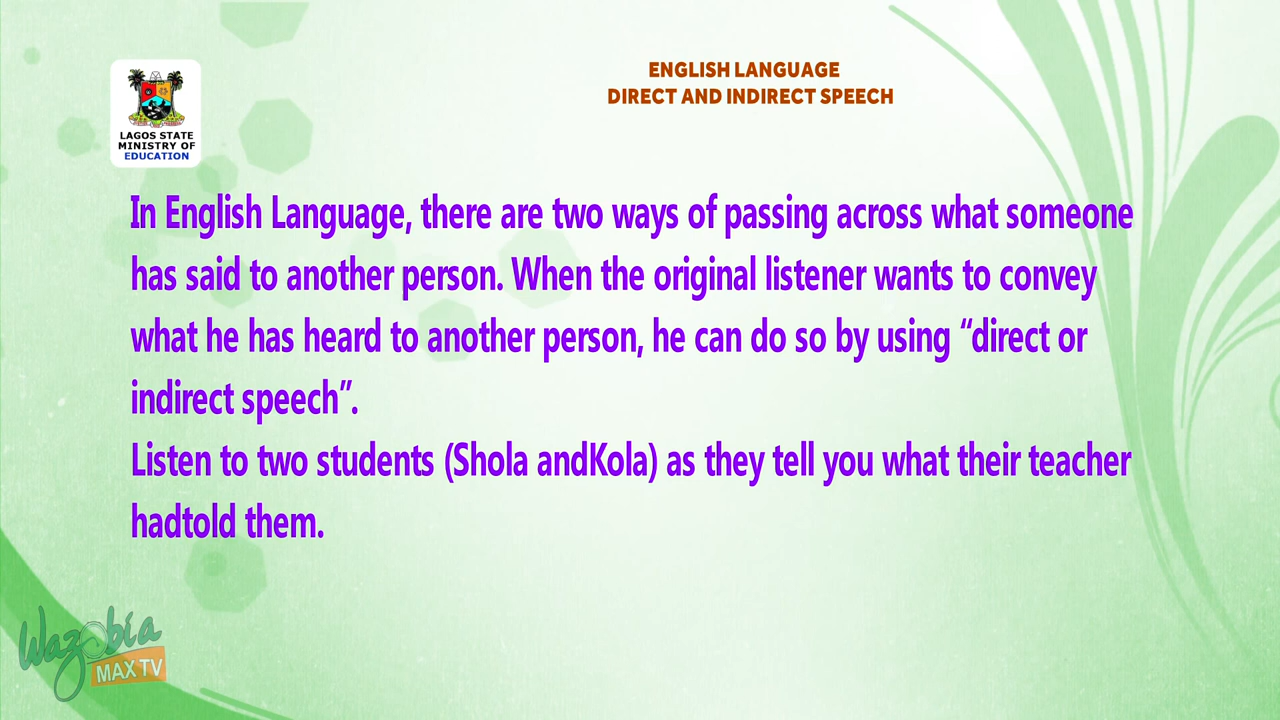 ENGLISH LANGUAGE
DIRECT AND INDIRECT SPEECH
LAGOS STATE
MINISTRY OF
EDUCATION
In English Language, there are two ways of passing across what someone
has said to another person. When the original listener wants to convey
what he has heard to another person, he can do so by using “direct or
indirect speech”.
Listen to two students (Shola andKola) as they tell you what their teacher
hadtold them.
Wazobia
MAX TV